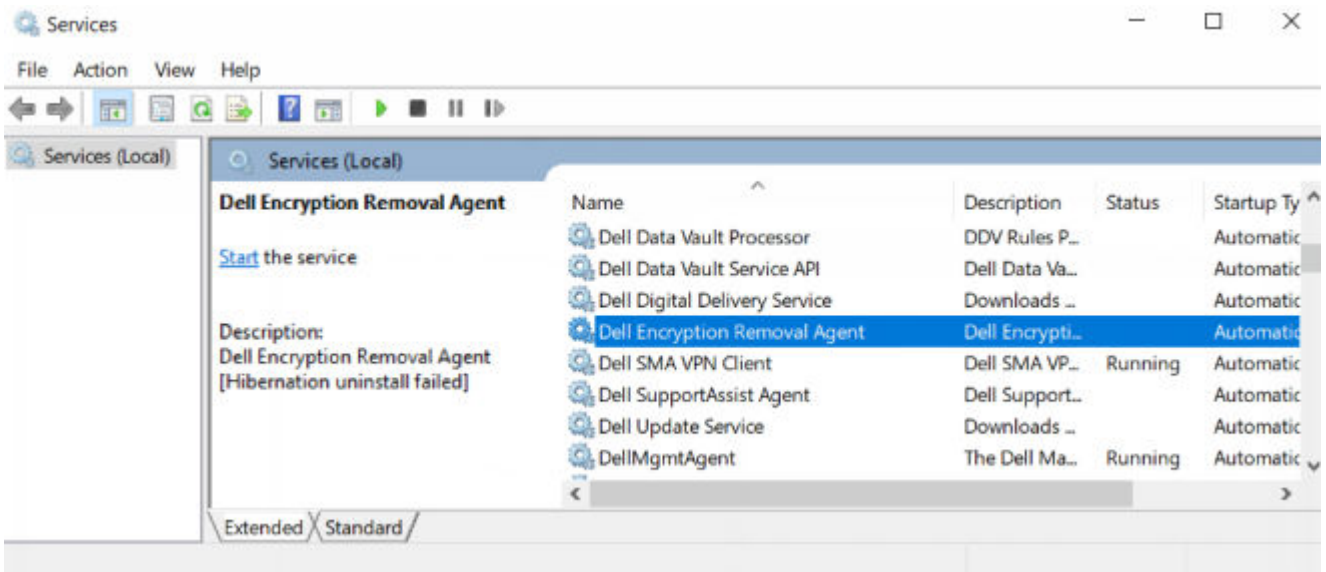 Services
File Action View Help
Services (Local)
Services (Local)
Dell Encryption Removal Agent
Start the service
Description:
Dell Encryption Removal Agent
[Hibernation uninstall failed]
Name Description Status Startup Ty
Dell Data Vault Processor DDV Rules P... Automatic
Dell Data Vault Service API Dell Data Va... Automatic
Dell Digital Delivery Service Downloads ... Automatic
Dell Encryption Removal Agent Dell Encrypti... Automatic
Dell SMA VPN Client Dell SMA VP... Running Automatic
Dell SupportAssist Agent Dell Support... Automatic
Dell Update Service Downloads ... Automatic
DellMgmtAgent The Dell Ma... Running Automatic
Extended Standard